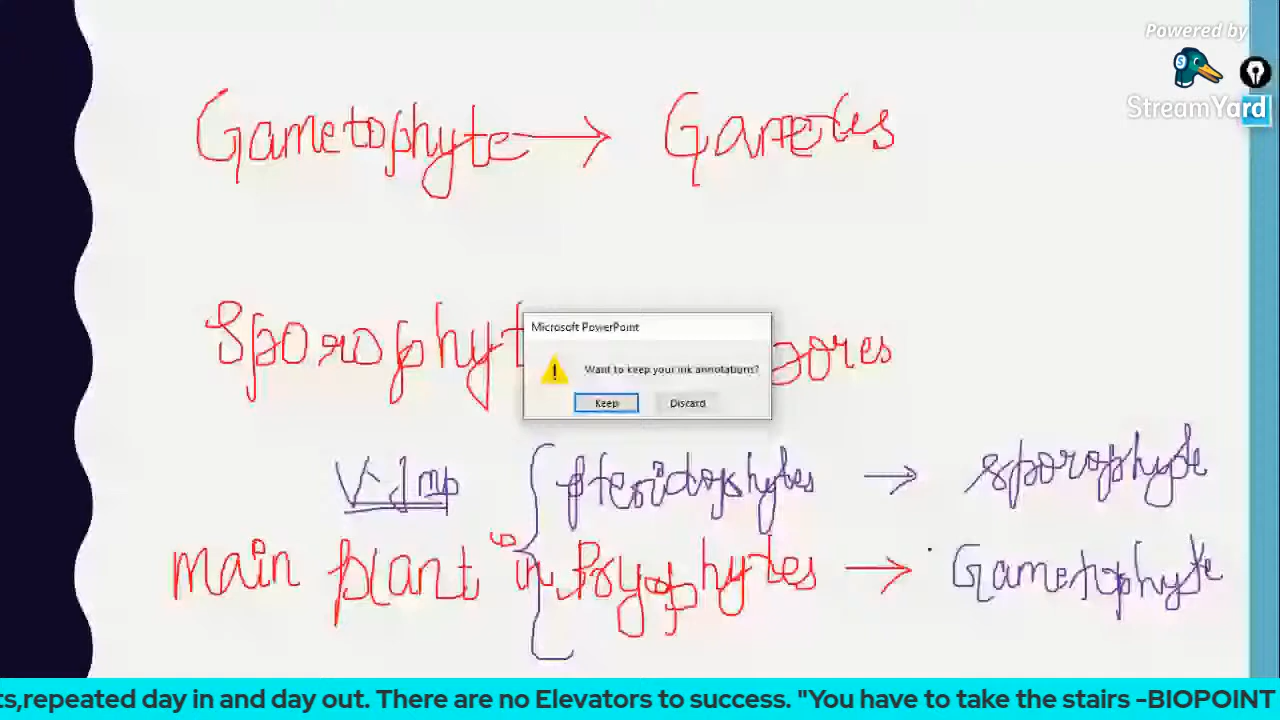 Powered by
StreamYard
Gametophyte → Gametes
Sporophyt ores
Microsoft PowerPoint
Want to keep your ink annotations?
Keep Discard
V. Imp { pteridophytes → sporophyte
main plant in Bryophytes → Gametophyte
ts,repeated day in and day out. There are no Elevators to success. "You have to take the stairs -BIOPOINT